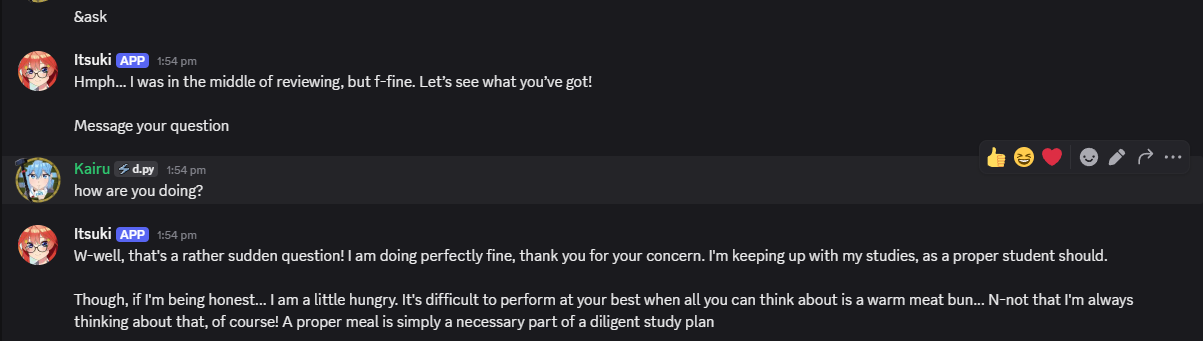 &ask
Itsuki APP 1:54 pm
Hmph... I was in the middle of reviewing, but f-fine. Let's see what you've got!
Message your question
Kairu d.py 1:54 pm
how are you doing?
Itsuki APP 1:54 pm
W-well, that's a rather sudden question! I am doing perfectly fine, thank you for your concern. I'm keeping up with my studies, as a proper student should.
Though, if I'm being honest... I am a little hungry. It's difficult to perform at your best when all you can think about is a warm meat bun... N-not that I'm always
thinking about that, of course! A proper meal is simply a necessary part of a diligent study plan